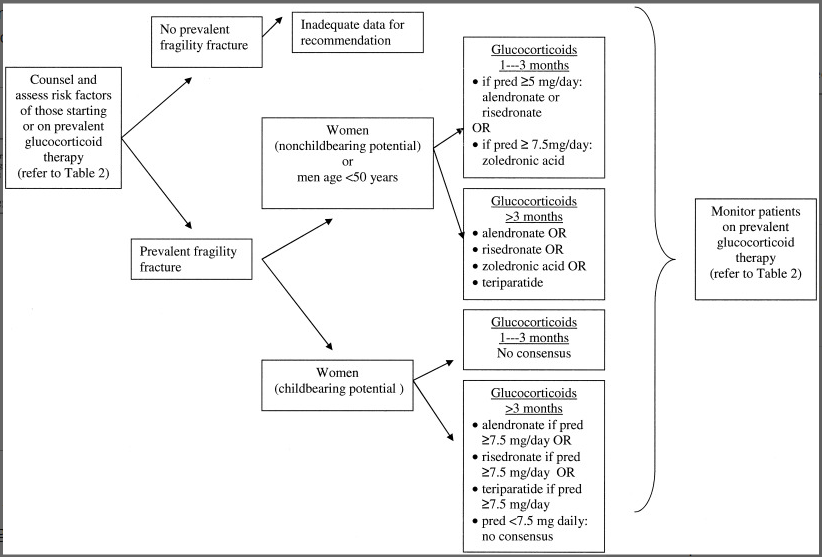 No prevalent
fragility fracture
Inadequate data for
recommendation
Counsel and
assess risk factors
of those starting
or on prevalent
glucocorticoid
therapy
(refer to Table 2)
Prevalent fragility
fracture
Women
(nonchildbearing potential)
or
men age <50 years
Glucocorticoids
1---3 months
• if pred ≥5 mg/day:
alendronate or
risedronate
OR
• if pred ≥ 7.5mg/day:
zoledronic acid
Glucocorticoids
>3 months
• alendronate OR
• risedronate OR
• zoledronic acid OR
• teriparatide
Women
(childbearing potential )
Glucocorticoids
1---3 months
No consensus
Glucocorticoids
>3 months
• alendronate if pred
≥7.5 mg/day OR
• risedronate if pred
≥7.5 mg/day OR
• teriparatide if pred
≥7.5 mg/day
• pred <7.5 mg daily:
no consensus
Monitor patients
on prevalent
glucocorticoid
therapy
(refer to Table 2)